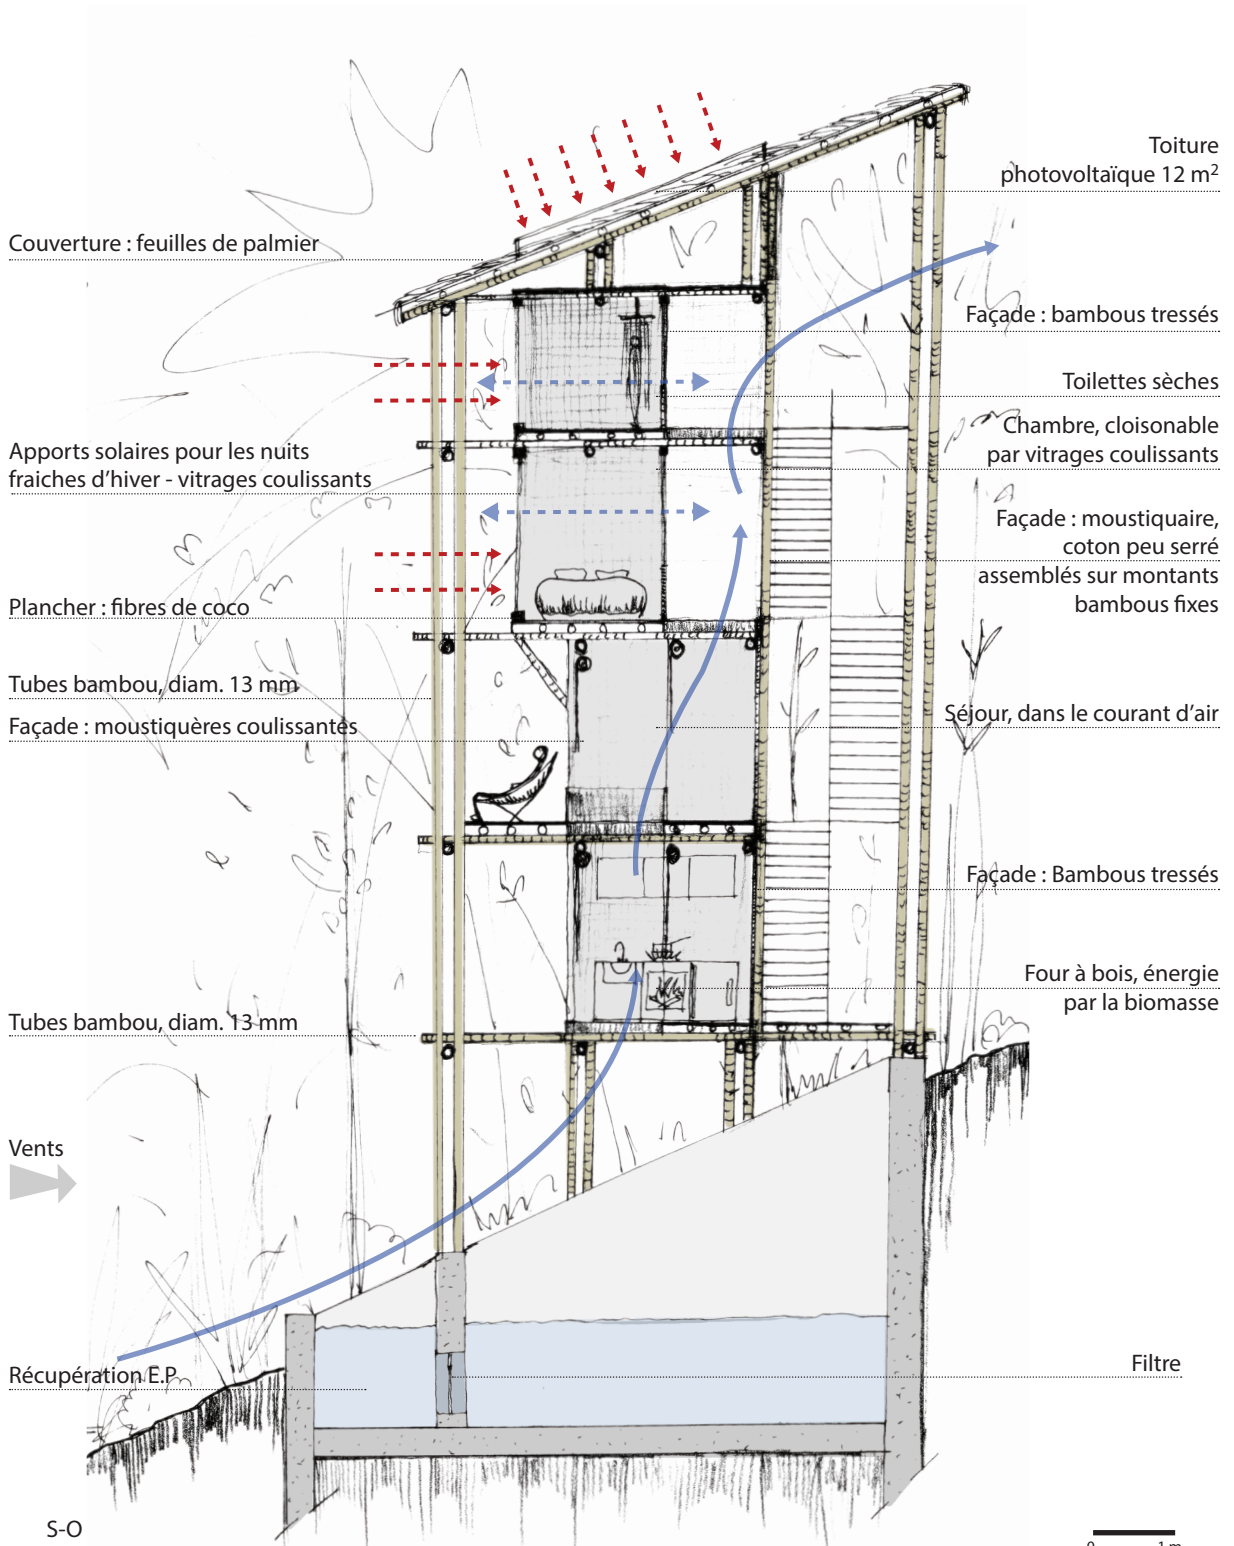 Toiture
photovoltaïque 12 m²
Couverture : feuilles de palmier
Façade : bambous tressés
Toilettes sèches
Chambre, cloisonable
par vitrages coulissants
Apports solaires pour les nuits
fraiches d'hiver - vitrages coulissants
Façade : moustiquaire,
coton peu serré
assemblés sur montants
bambous fixes
Plancher : fibres de coco
Tubes bambou, diam. 13 mm
Façade : moustiquères coulissantes
Séjour, dans le courant d'air
Façade : Bambous tressés
Four à bois, énergie
par la biomasse
Tubes bambou, diam. 13 mm
Vents
Récupération E.P
Filtre
S-O
0 1 m